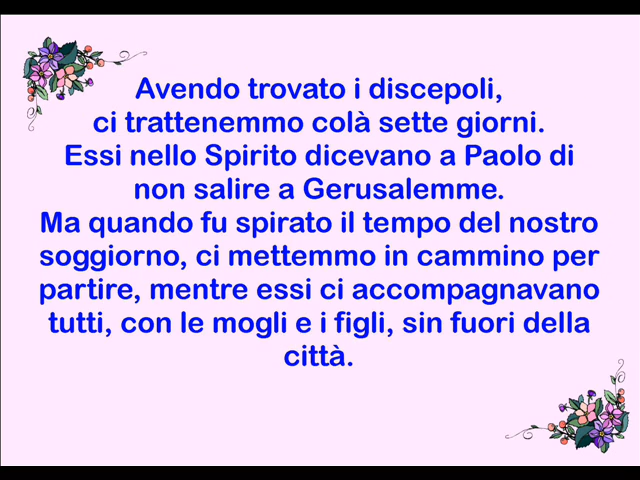 Avendo trovato i discepoli,
ci trattenemmo colà sette giorni.
Essi nello Spirito dicevano a Paolo di
non salire a Gerusalemme.
Ma quando fu spirato il tempo del nostro
soggiorno, ci mettemmo in cammino per
partire, mentre essi ci accompagnavano
tutti, con le mogli e i figli, sin fuori della
città.